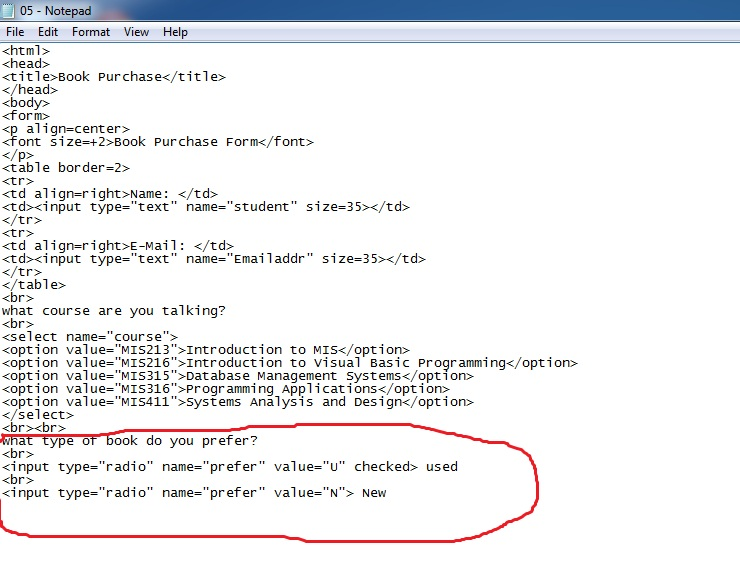 05 - Notepad
File Edit Format View Help
<html>
<head>
<title>Book Purchase</title>
</head>
<body>
<form>
<p align=center>
<font size=+2>Book Purchase Form</font>
</p>
<table border=2>
<tr>
<td align=right>Name: </td>
<td><input type="text" name="student" size=35></td>
</tr>
<tr>
<td align=right>E-Mail: </td>
<td><input type="text" name="Emailaddr" size=35></td>
</tr>
</table>
<br>
what course are you talking?
<br>
<select name="course">
<option value="MIS213">Introduction to MIS</option>
<option value="MIS216">Introduction to Visual Basic Programming</option>
<option value="MIS315">Database Management Systems</option>
<option value="MIS316">Programming Applications</option>
<option value="MIS411">Systems Analysis and Design</option>
</select>
<br><br>
what type of book do you prefer?
<br>
<input type="radio" name="prefer" value="U" checked> used
<br>
<input type="radio" name="prefer" value="N"> New